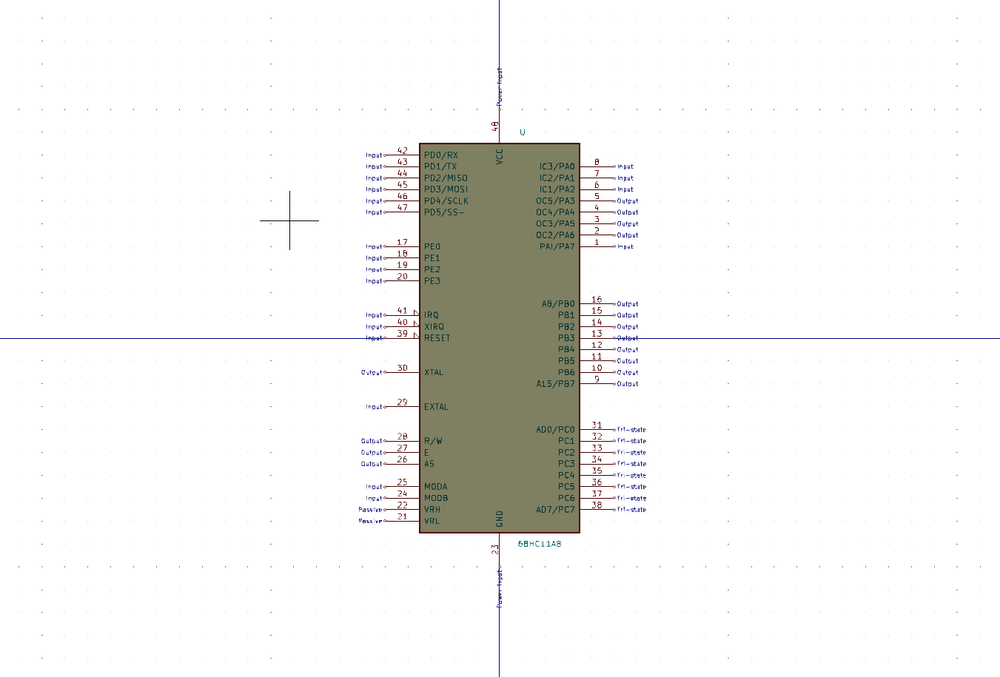 Power Input
48
U
VCC
Input 42 PD0/RX
Input 43 PD1/TX
Input 44 PD2/MISO
Input 45 PD3/MOSI
Input 46 PD4/SCLK
Input 47 PD5/SS-
IC3/PA0 8 Input
IC2/PA1 7 Input
IC1/PA2 6 Input
OC5/PA3 5 Output
OC4/PA4 4 Output
OC3/PA5 3 Output
OC2/PA6 2 Output
PAI/PA7 1 Input
Input 17 PE0
Input 18 PE1
Input 19 PE2
Input 20 PE3
A8/PB0 16 Output
PB1 15 Output
PB2 14 Output
PB3 13 Output
PB4 12 Output
PB5 11 Output
PB6 10 Output
A15/PB7 9 Output
Input 41 IRQ
Input 40 XIRQ
Input 39 RESET
Output 30 XTAL
Input 29 EXTAL
Output 28 R/W
Output 27 E
Output 26 AS
Input 25 MODA
Input 24 MODB
Passive 22 VRH
Passive 21 VRL
AD0/PC0 31 Tri-state
PC1 32 Tri-state
PC2 33 Tri-state
PC3 34 Tri-state
PC4 35 Tri-state
PC5 36 Tri-state
PC6 37 Tri-state
AD7/PC7 38 Tri-state
GND
23
68HC11A8
Power Input